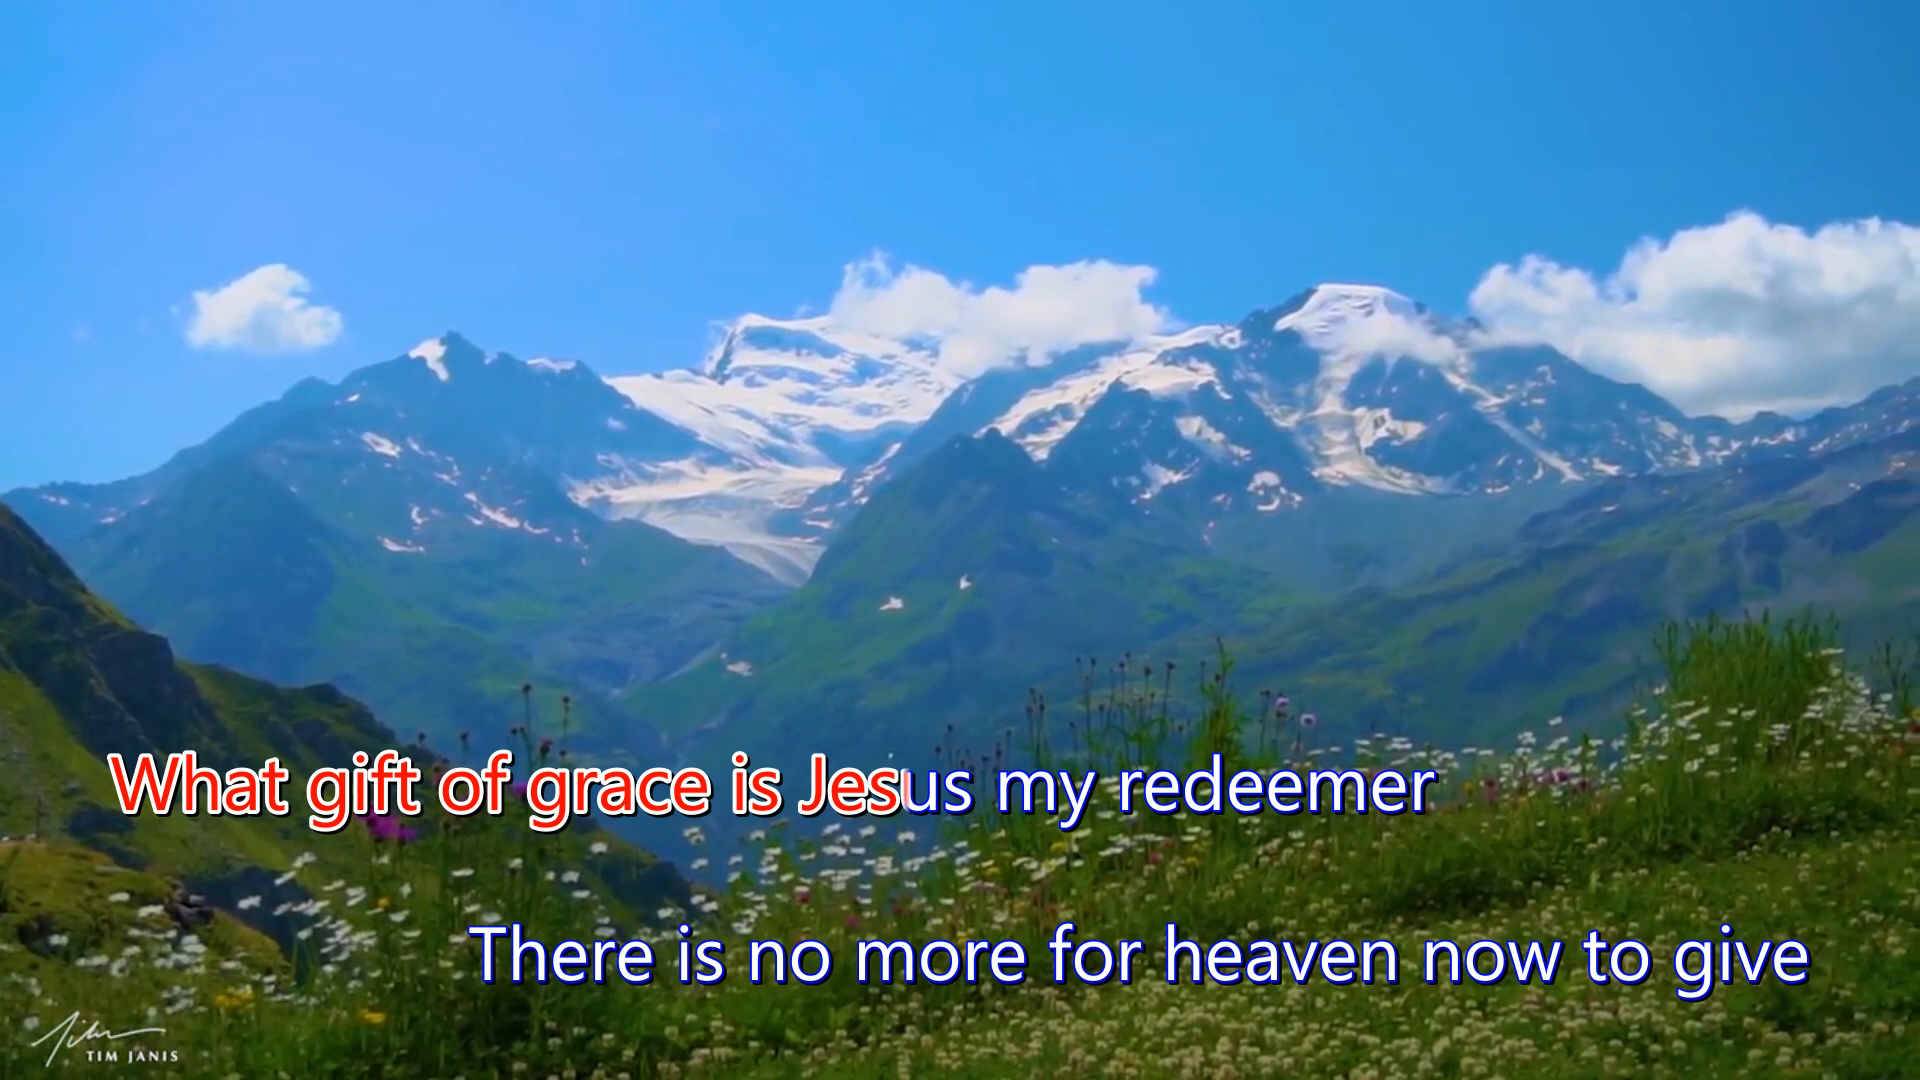 What gift of grace is Jesus my redeemer
There is no more for heaven now to give
TIM JANIS